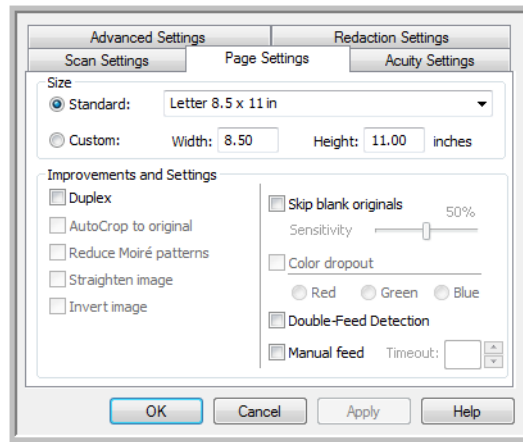 Advanced Settings Redaction Settings
Scan Settings Page Settings Acuity Settings
Size
Standard: Letter 8.5 x 11 in
Custom: Width: 8.50 Height: 11.00 inches
Improvements and Settings
Duplex
AutoCrop to original
Reduce Moiré patterns
Straighten image
Invert image
Skip blank originals 50%
Sensitivity
Color dropout
Red Green Blue
Double-Feed Detection
Manual feed Timeout:
OK Cancel Apply Help